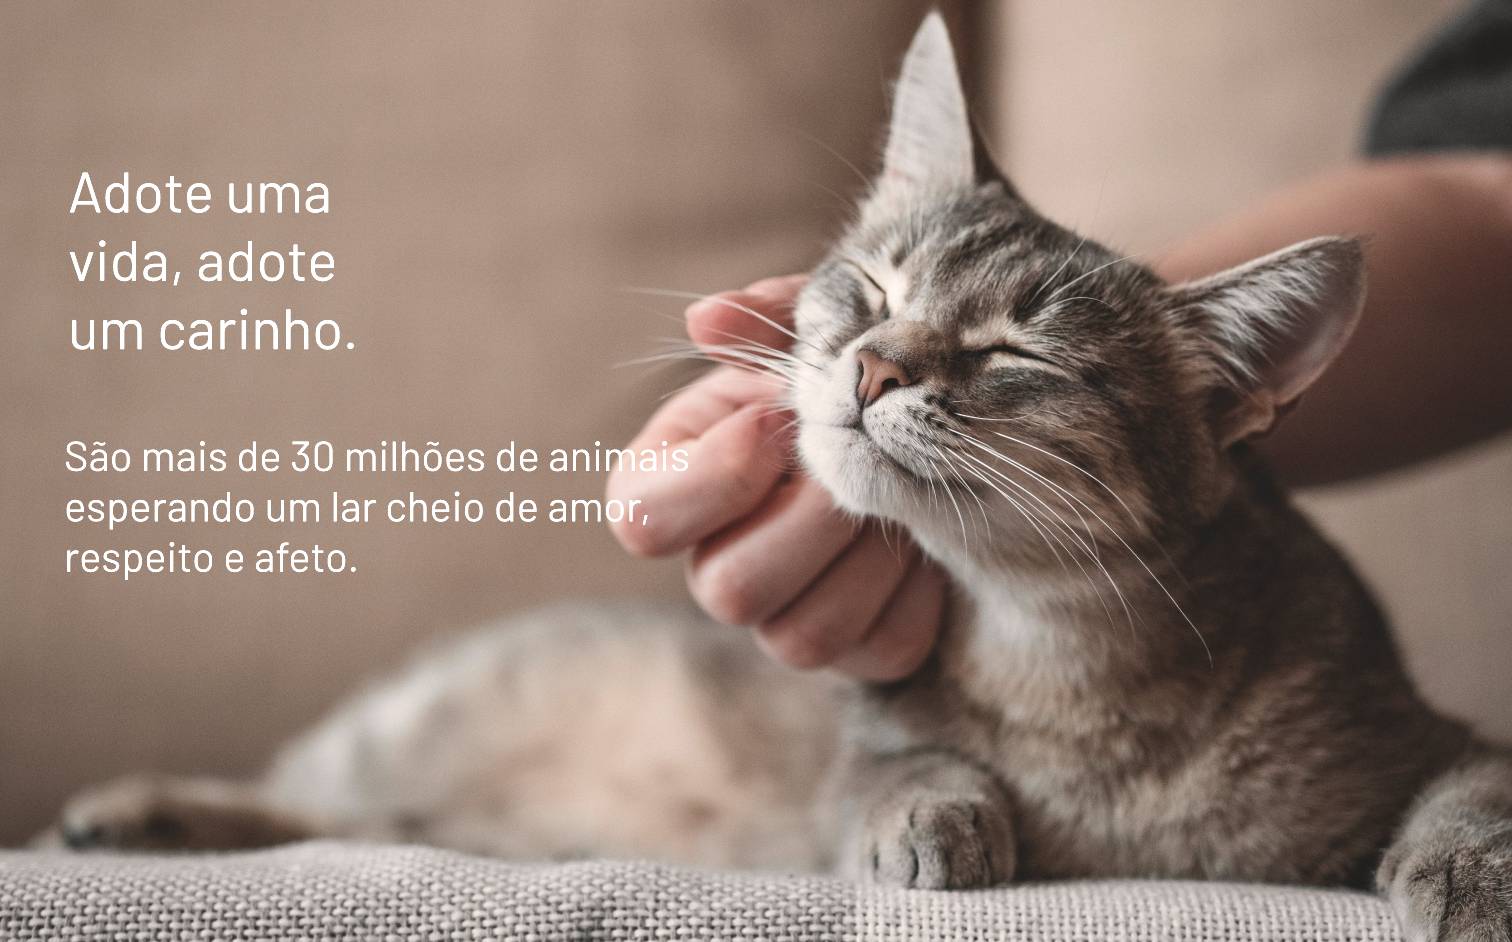 Adote uma
vida, adote
um carinho.
São mais de 30 milhões de animais
esperando um lar cheio de amor,
respeito e afeto.